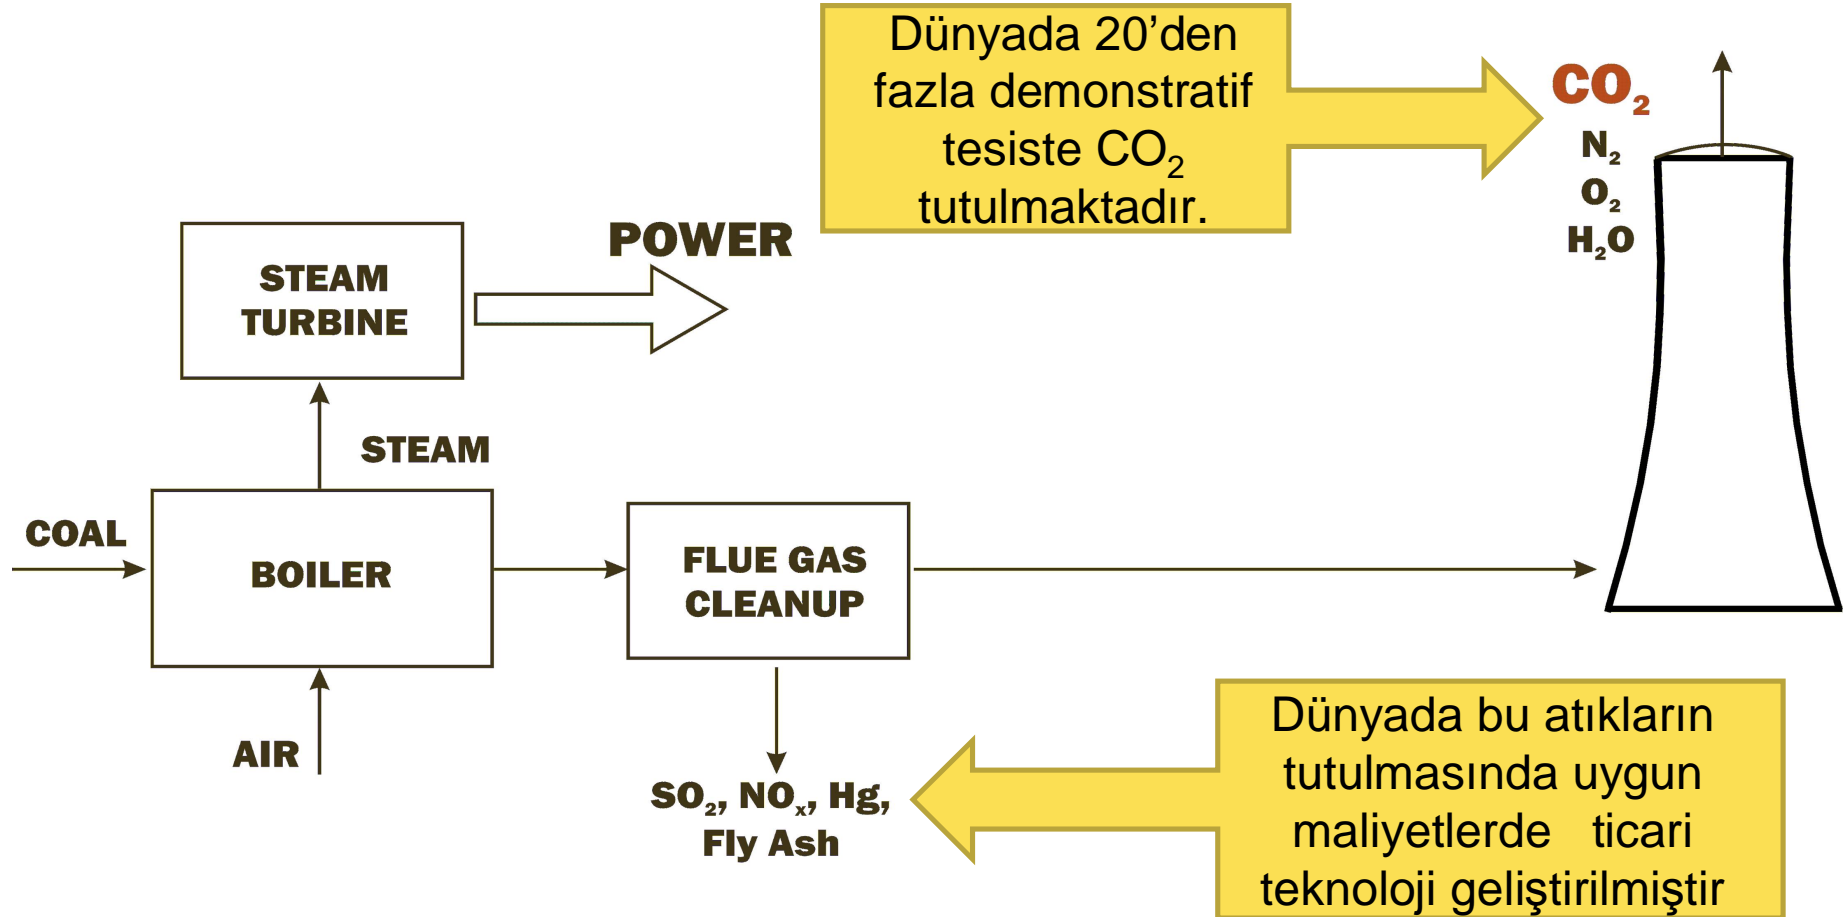 Dünyada 20’den
fazla demonstratif
tesiste CO₂
tutulmaktadır.
CO₂
N₂
O₂
H₂O
POWER
STEAM
TURBINE
STEAM
COAL
BOILER
FLUE GAS
CLEANUP
AIR
SO₂, NOₓ, Hg,
Fly Ash
Dünyada bu atıkların
tutulmasında uygun
maliyetlerde ticari
teknoloji geliştirilmiştir